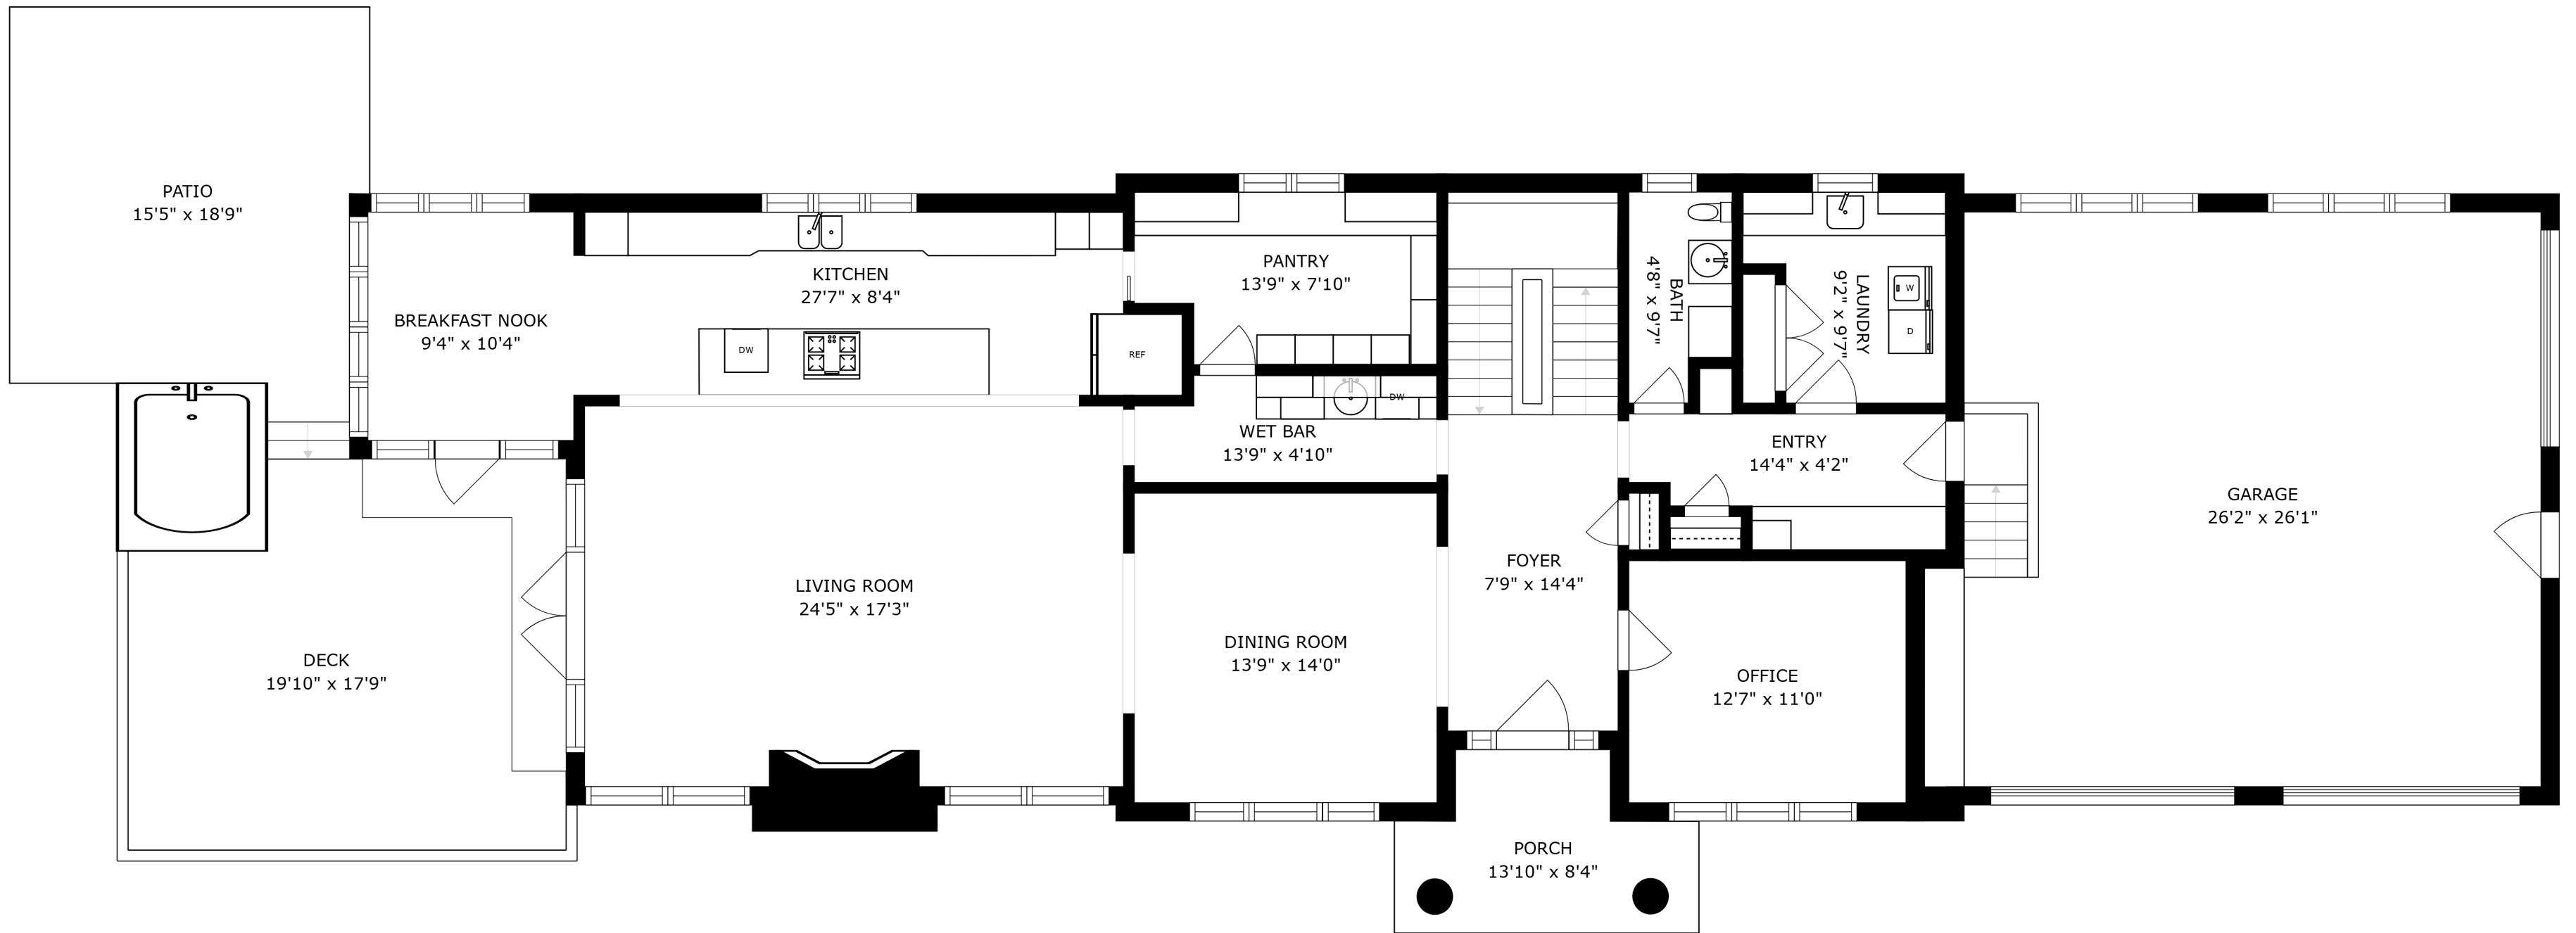 PATIO
15'5" x 18'9"
BREAKFAST NOOK
9'4" x 10'4"
KITCHEN
27'7" x 8'4"
DW
REF
PANTRY
13'9" x 7'10"
DW
WET BAR
13'9" x 4'10"
BATH
4'8" x 9'7"
LAUNDRY
9'2" x 9'7"
W
D
ENTRY
14'4" x 4'2"
GARAGE
26'2" x 26'1"
DECK
19'10" x 17'9"
LIVING ROOM
24'5" x 17'3"
DINING ROOM
13'9" x 14'0"
FOYER
7'9" x 14'4"
OFFICE
12'7" x 11'0"
PORCH
13'10" x 8'4"